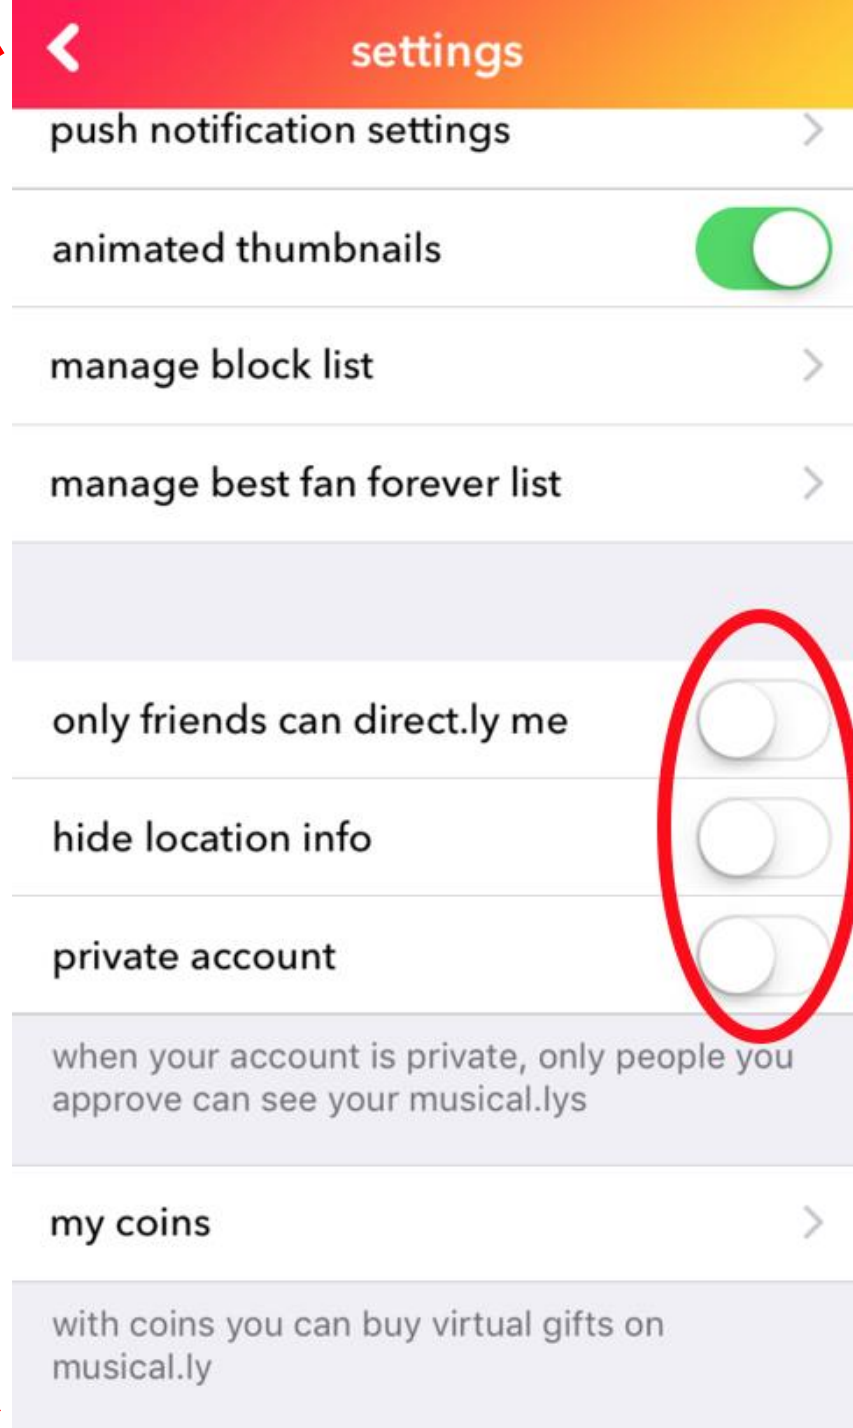 settings
push notification settings
animated thumbnails
manage block list
manage best fan forever list
only friends can direct.ly me
hide location info
private account
when your account is private, only people you
approve can see your musical.lys
my coins
with coins you can buy virtual gifts on
musical.ly